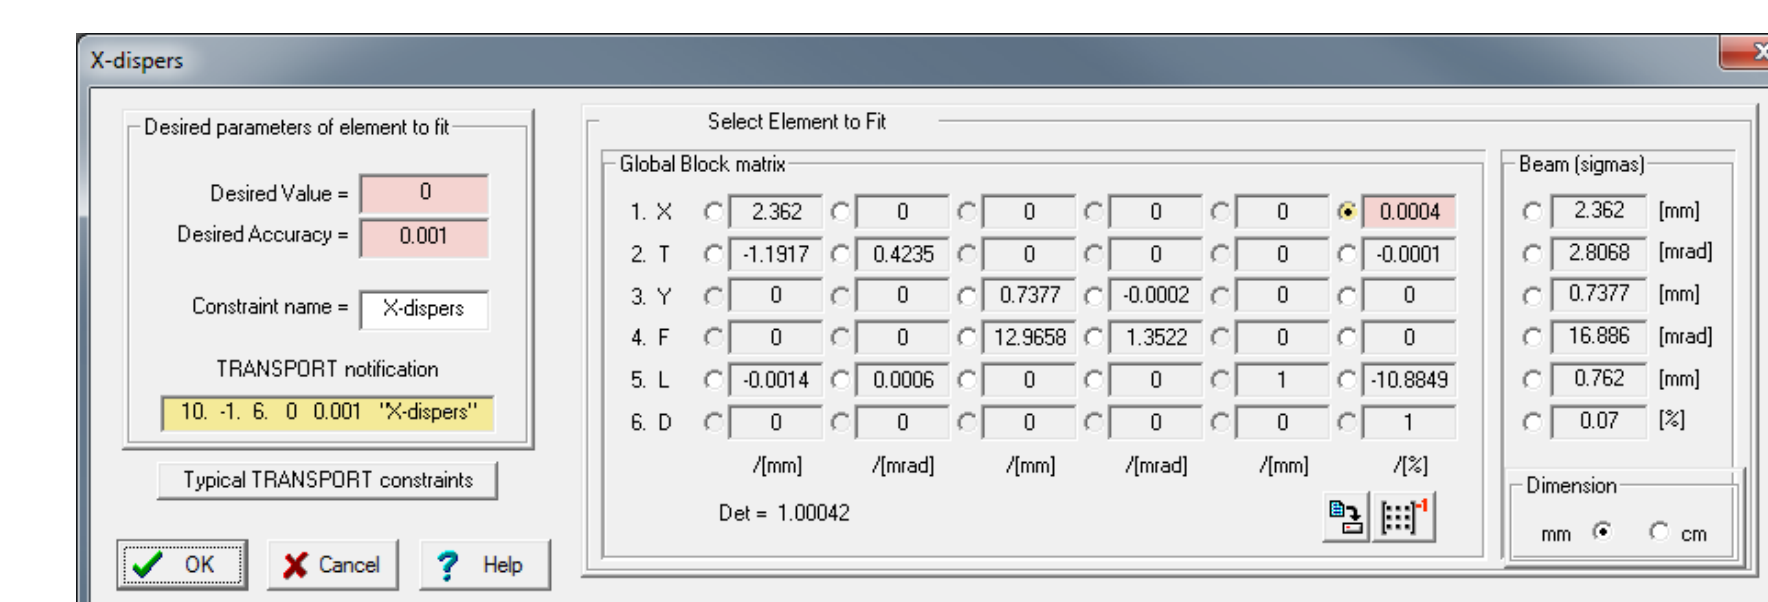 X-dispers
Desired parameters of element to fit
Desired Value = 0
Desired Accuracy = 0.001
Constraint name = X-dispers
TRANSPORT notification
10. -1. 6. 0 0.001 "X-dispers"
Typical TRANSPORT constraints
OK Cancel ? Help
Select Element to Fit
Global Block matrix
1. X 2.362 0 0 0 0 0.0004
2. T -1.1917 0.4235 0 0 0 -0.0001
3. Y 0 0 0.7377 -0.0002 0 0
4. F 0 0 12.9658 1.3522 0 0
5. L -0.0014 0.0006 0 0 1 -10.8849
6. D 0 0 0 0 0 1
/[mm] /[mrad] /[mm] /[mrad] /[mm] /[%]
Det = 1.00042
Beam (sigmas)
2.362 [mm]
2.8068 [mrad]
0.7377 [mm]
16.886 [mrad]
0.762 [mm]
0.07 [%]
Dimension
mm cm